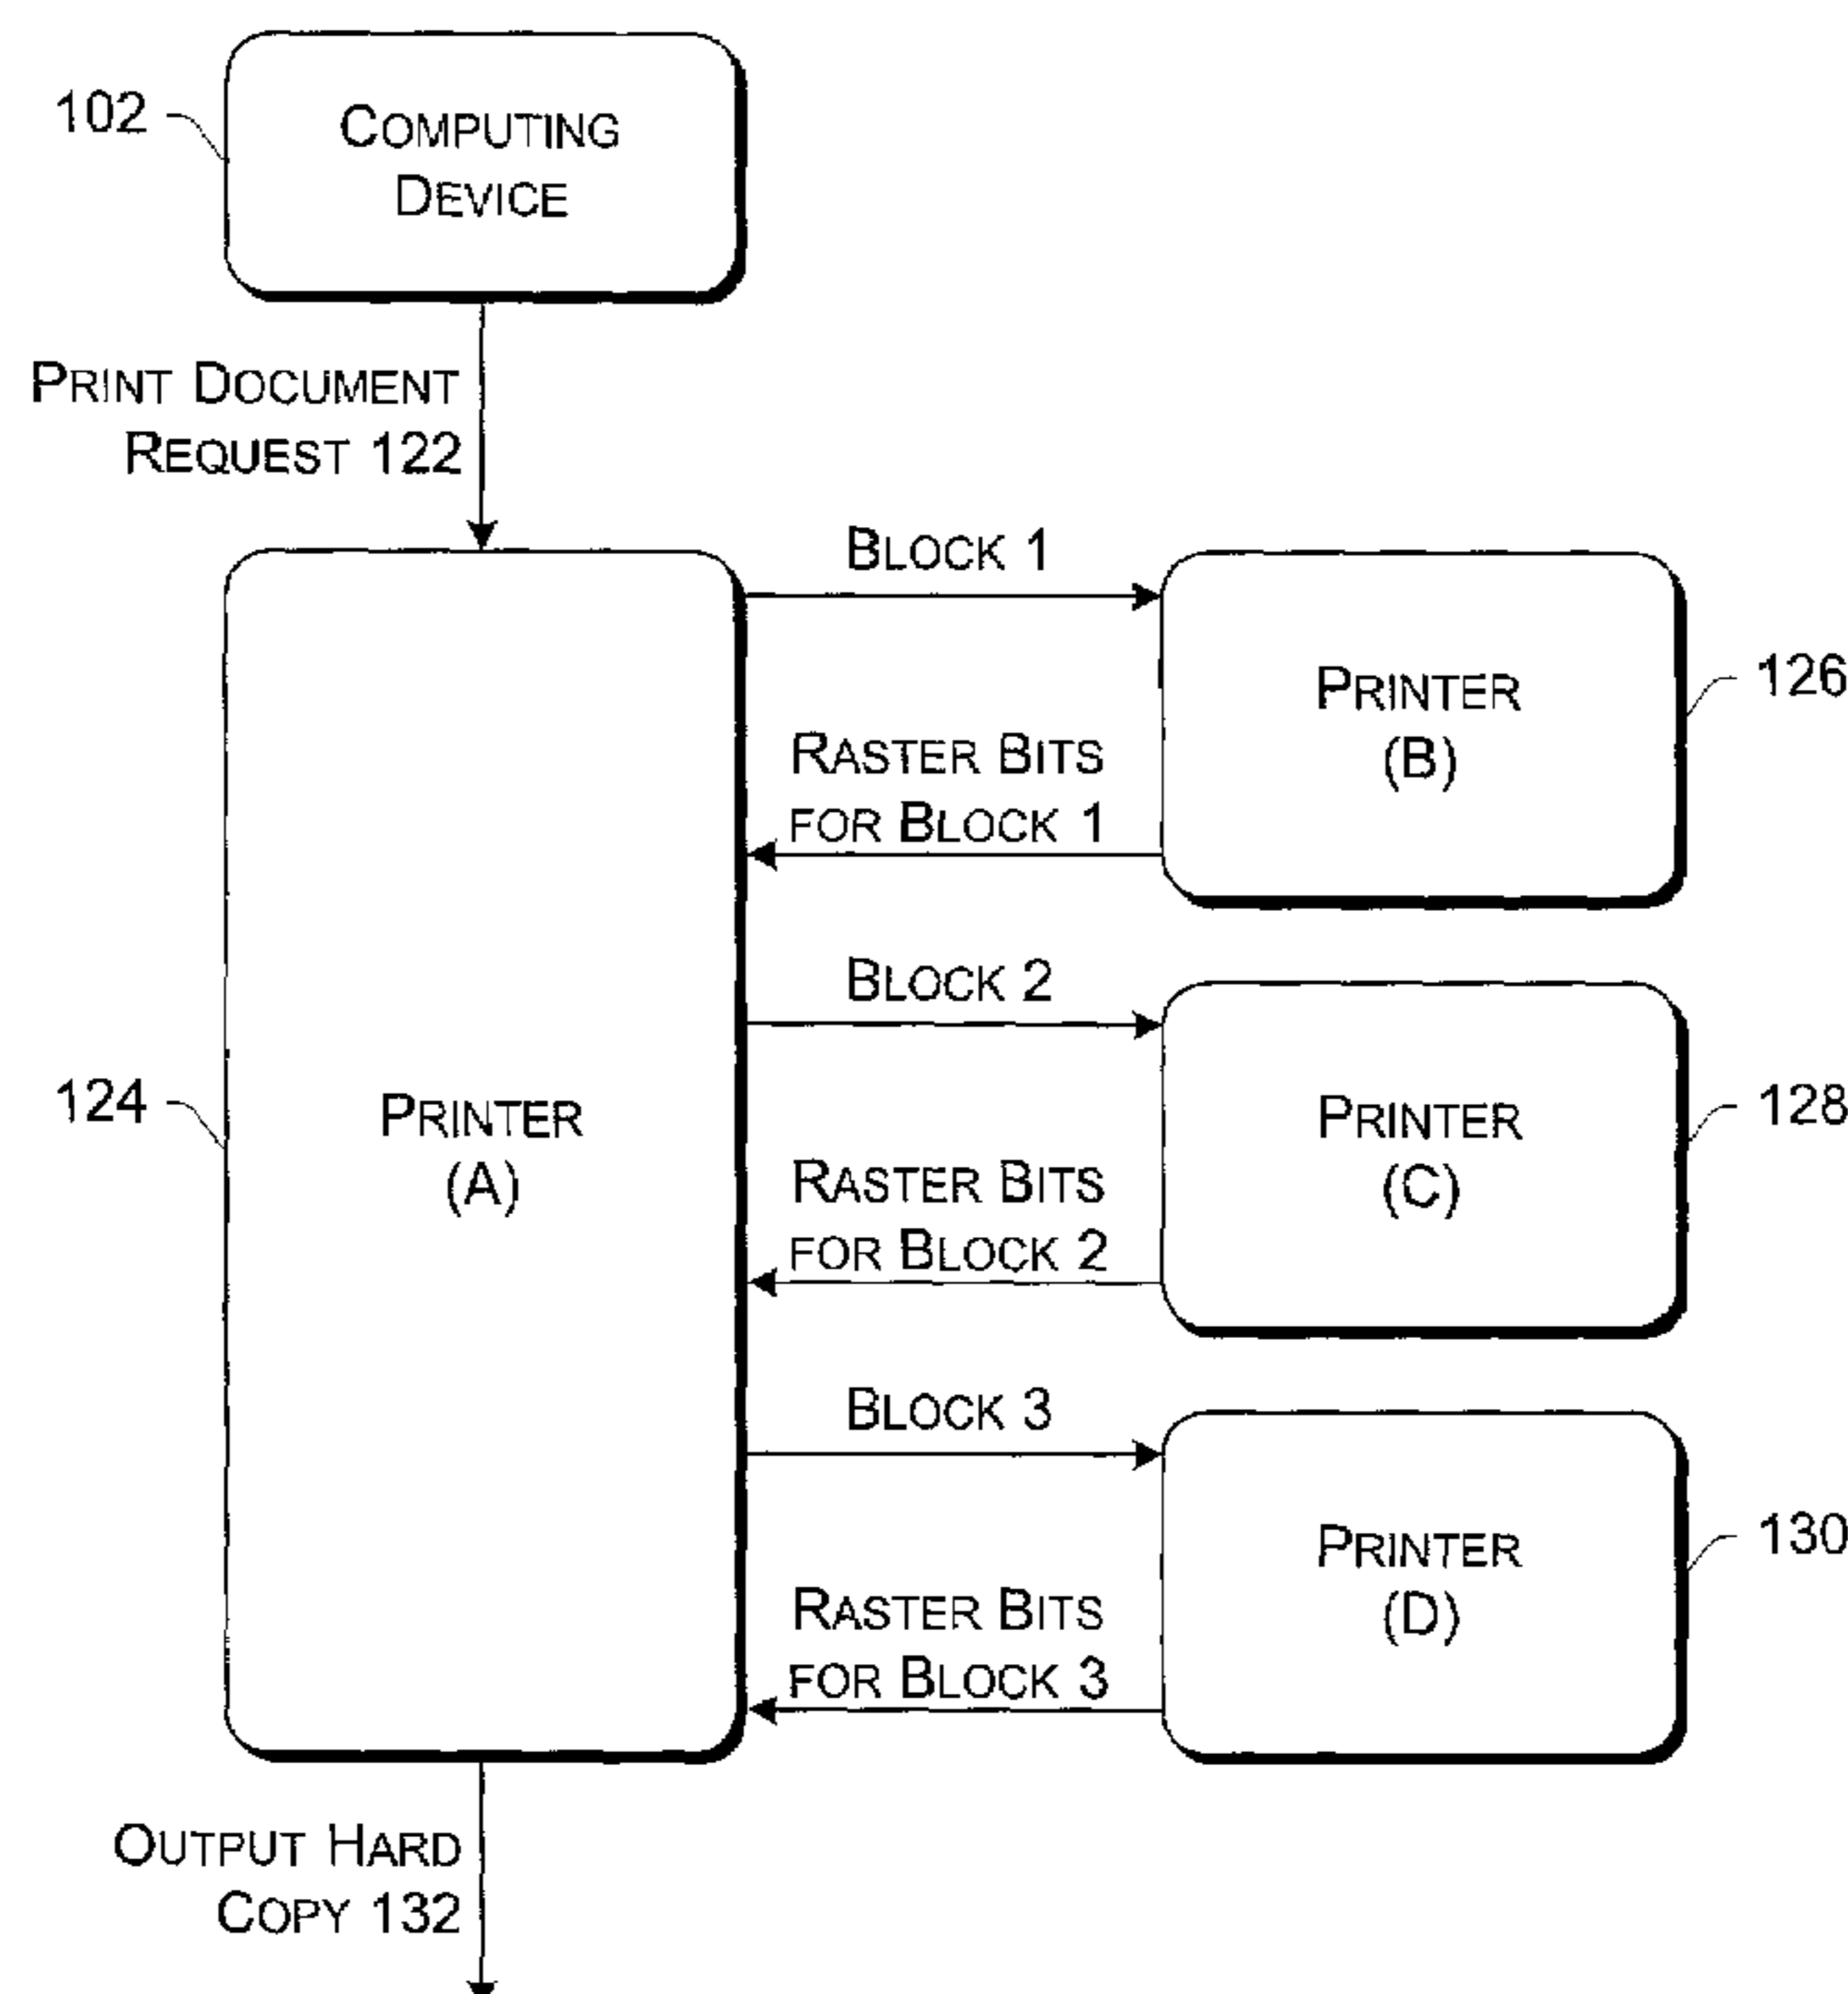 102
COMPUTING
DEVICE
PRINT DOCUMENT
REQUEST 122
BLOCK 1
PRINTER
(B)
126
RASTER BITS
FOR BLOCK 1
BLOCK 2
124
PRINTER
(A)
PRINTER
(C)
128
RASTER BITS
FOR BLOCK 2
BLOCK 3
PRINTER
(D)
130
RASTER BITS
FOR BLOCK 3
OUTPUT HARD
COPY 132